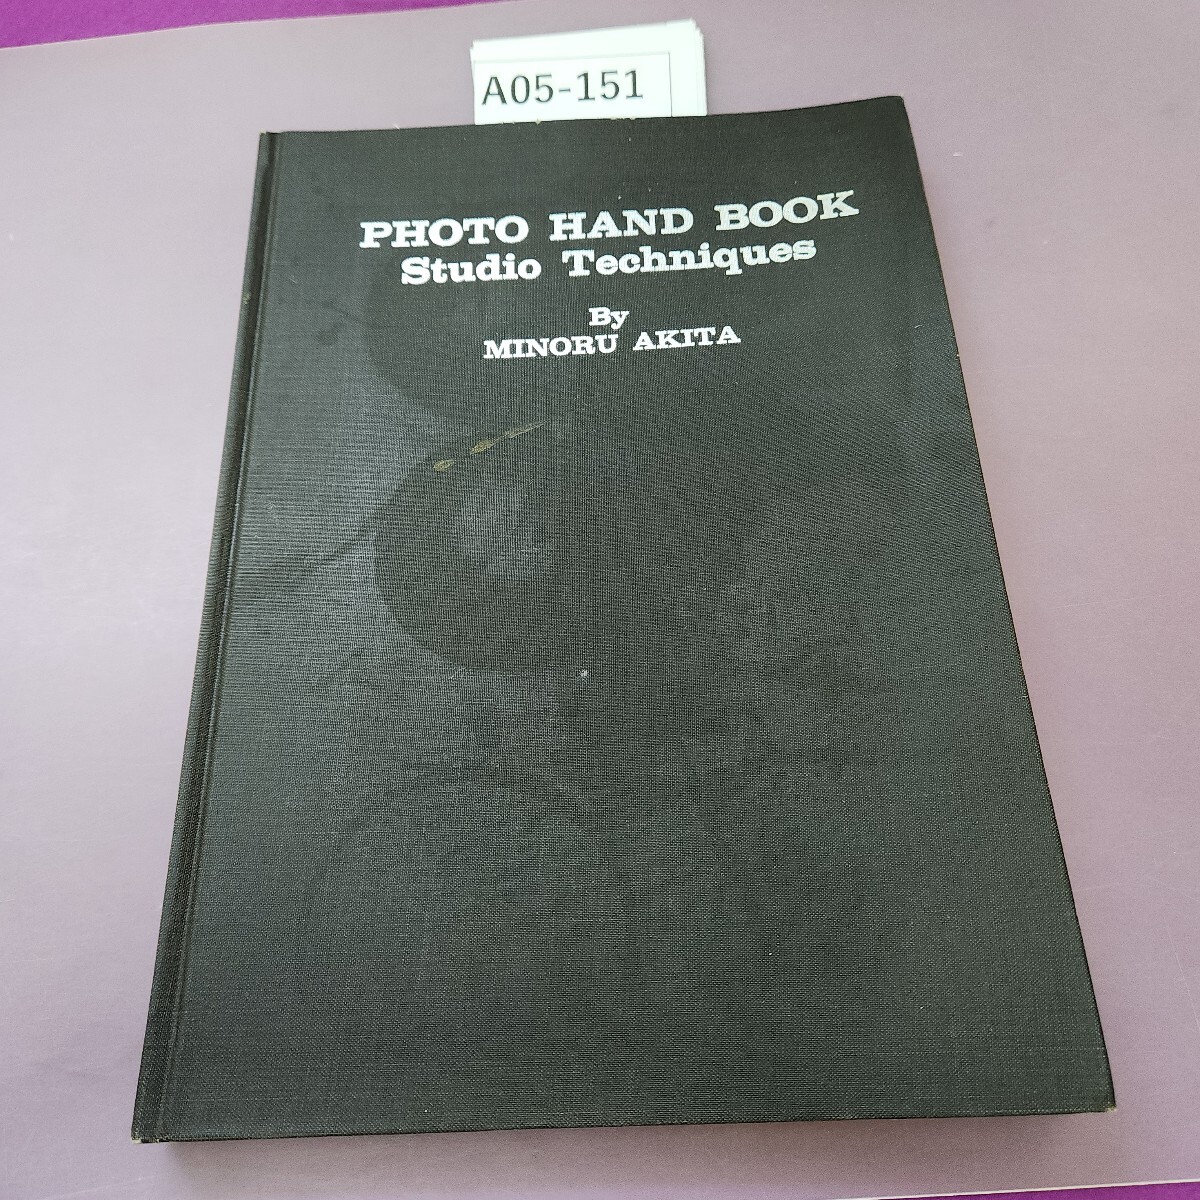 A05-151
PHOTO HAND BOOK
Studio Techniques
By
MINORU AKITA